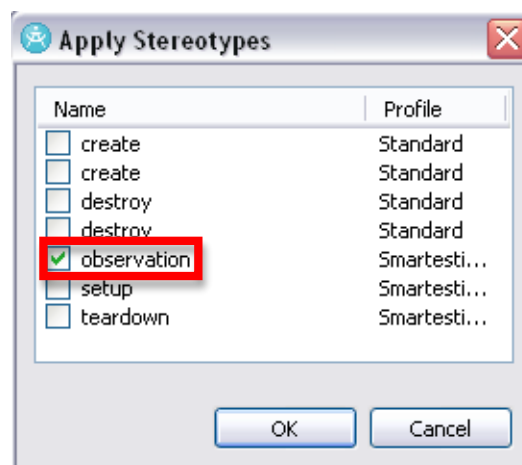 Apply Stereotypes
Name Profile
create Standard
create Standard
destroy Standard
destroy Standard
observation Smartesti...
setup Smartesti...
teardown Smartesti...
OK Cancel